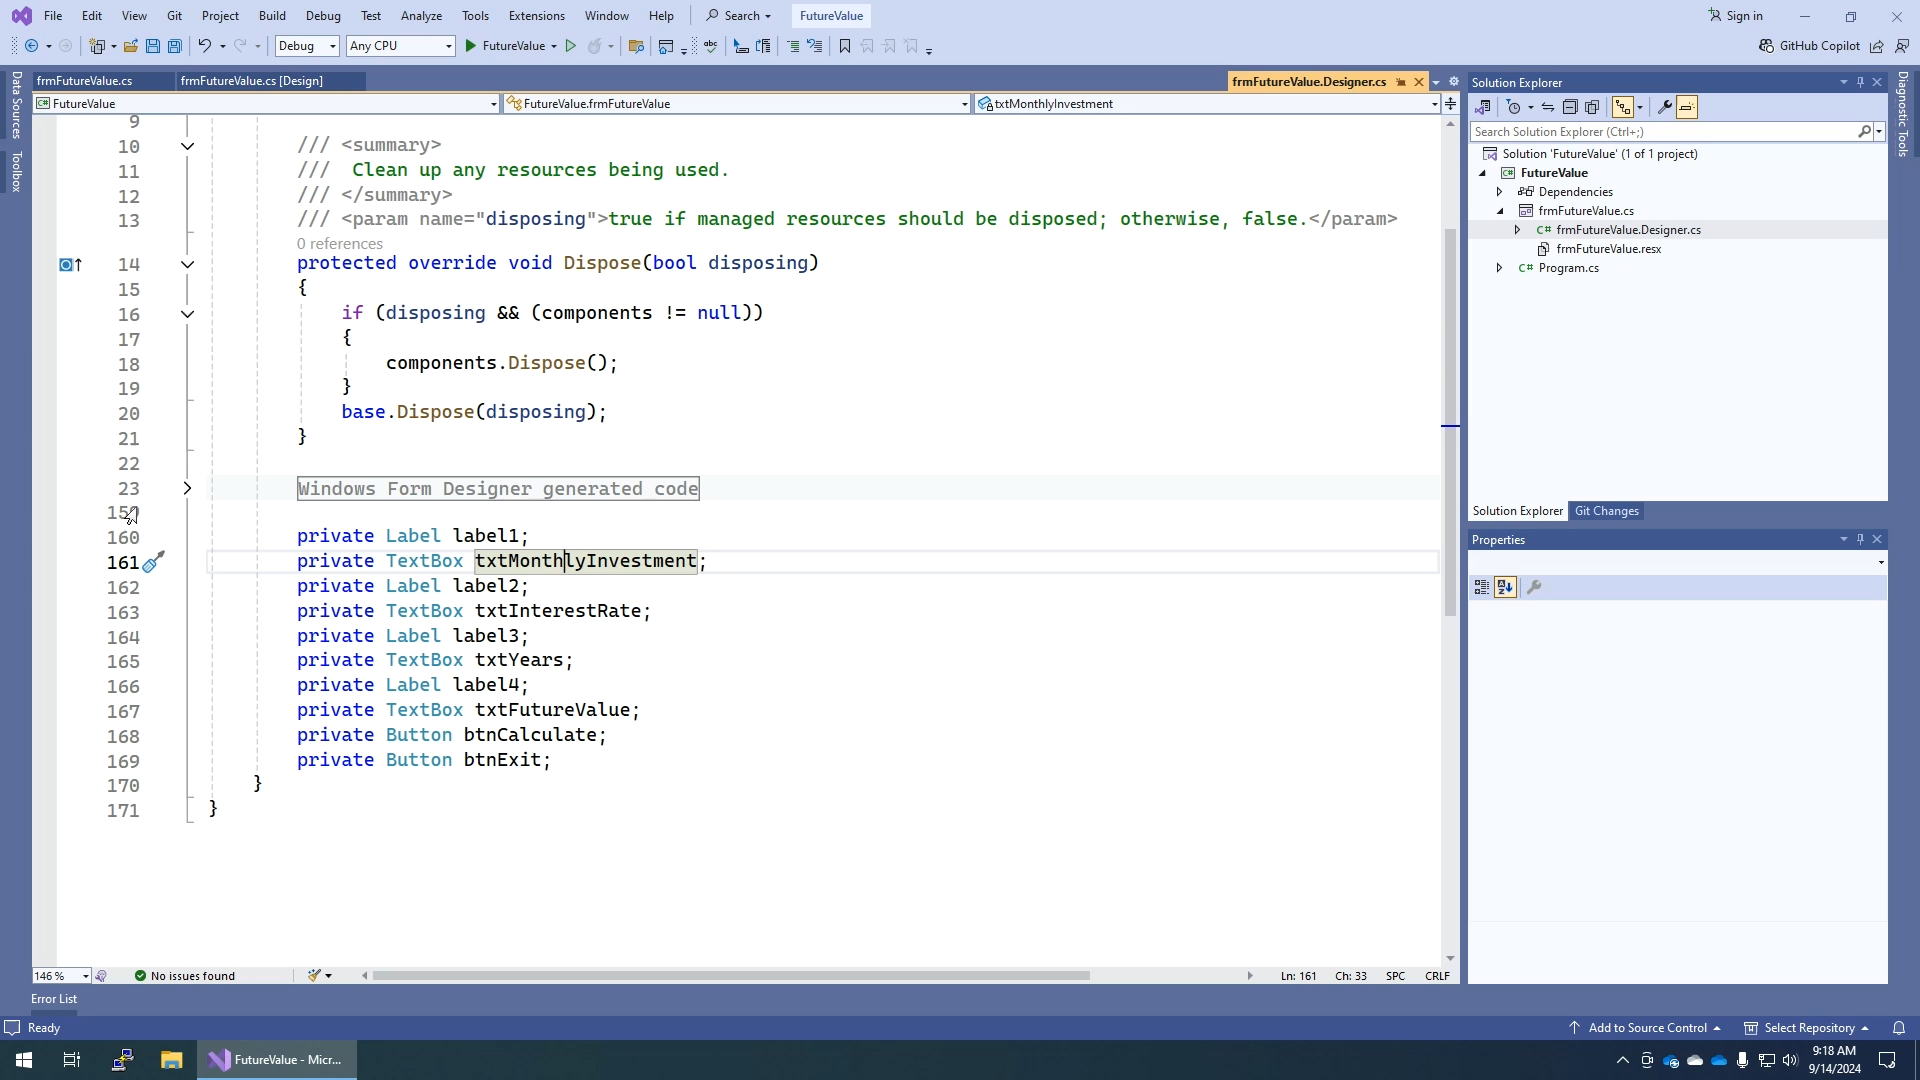 File Edit View Git Project Build Debug Test Analyze Tools Extensions Window Help Search FutureValue Sign in
Debug Any CPU FutureValue GitHub Copilot
Data Sources
Toolbox
frmFutureValue.cs frmFutureValue.cs [Design] frmFutureValue.Designer.cs
FutureValue FutureValue.frmFutureValue txtMonthlyInvestment
9
10 /// <summary>
11 /// Clean up any resources being used.
12 /// </summary>
13 /// <param name="disposing">true if managed resources should be disposed; otherwise, false.</param>
0 references
14 protected override void Dispose(bool disposing)
15 {
16 if (disposing && (components != null))
17 {
18 components.Dispose();
19 }
20 base.Dispose(disposing);
21 }
22
23 Windows Form Designer generated code
159
160 private Label label1;
161 private TextBox txtMonthlyInvestment;
162 private Label label2;
163 private TextBox txtInterestRate;
164 private Label label3;
165 private TextBox txtYears;
166 private Label label4;
167 private TextBox txtFutureValue;
168 private Button btnCalculate;
169 private Button btnExit;
170 }
171 }
146 % No issues found Ln: 161 Ch: 33 SPC CRLF
Solution Explorer
Search Solution Explorer (Ctrl+;)
Solution 'FutureValue' (1 of 1 project)
C# FutureValue
Dependencies
frmFutureValue.cs
C# frmFutureValue.Designer.cs
frmFutureValue.resx
C# Program.cs
Solution Explorer Git Changes
Properties
Diagnostic Tools
Error List
Ready Add to Source Control Select Repository
FutureValue - Micr...
9:18 AM
9/14/2024